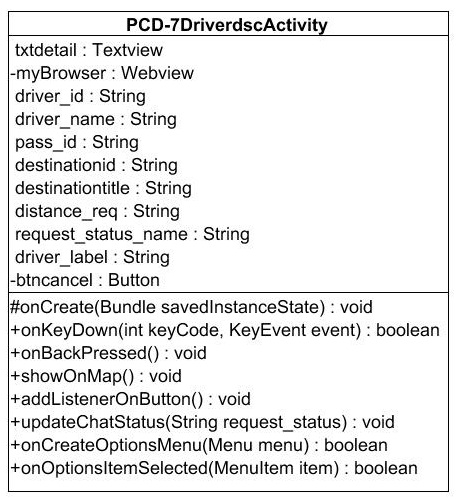 PCD-7DriverdscActivity
txtdetail : Textview
-myBrowser : Webview
driver_id : String
driver_name : String
pass_id : String
destinationid : String
destinationtitle : String
distance_req : String
request_status_name : String
driver_label : String
-btncancel : Button
#onCreate(Bundle savedInstanceState) : void
+onKeyDown(int keyCode, KeyEvent event) : boolean
+onBackPressed() : void
+showOnMap() : void
+addListenerOnButton() : void
+updateChatStatus(String request_status) : void
+onCreateOptionsMenu(Menu menu) : boolean
+onOptionsItemSelected(MenuItem item) : boolean